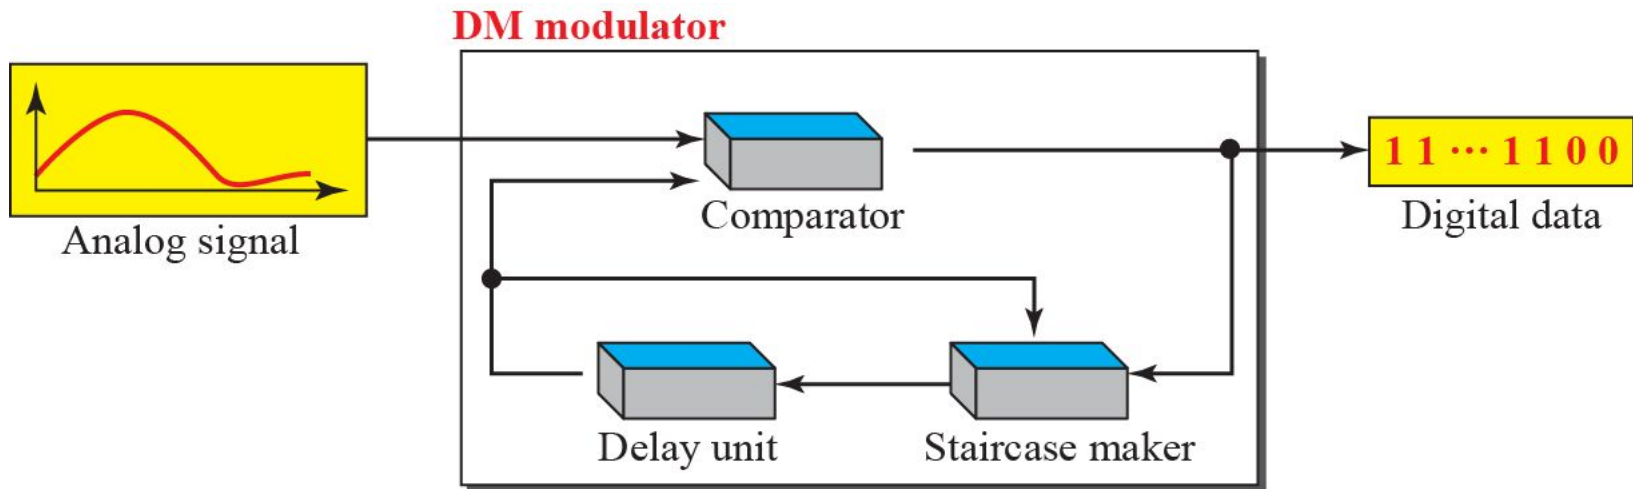 DM modulator
Analog signal
Comparator
1 1 ··· 1 1 0 0
Digital data
Delay unit
Staircase maker